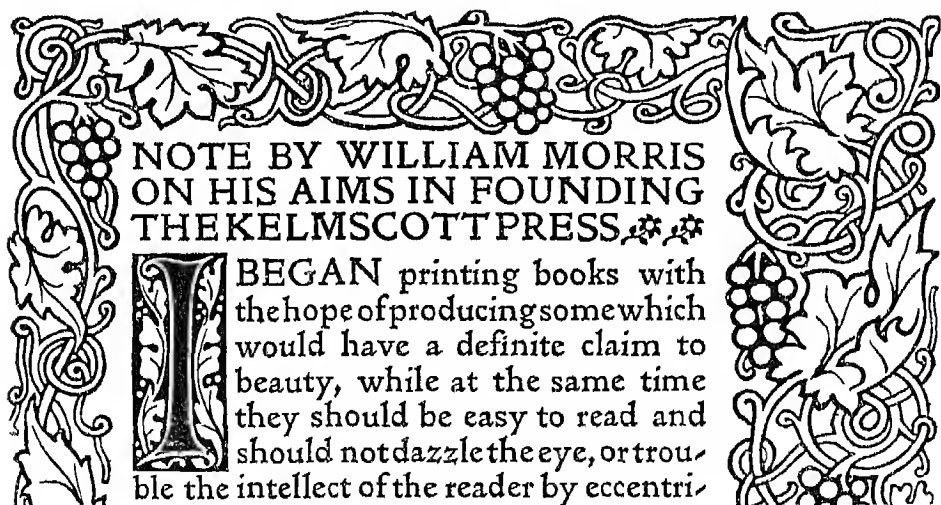 NOTE BY WILLIAM MORRIS
ON HIS AIMS IN FOUNDING
THE KELMSCOTT PRESS
I BEGAN printing books with
the hope of producing some which
would have a definite claim to
beauty, while at the same time
they should be easy to read and
should not dazzle the eye, or trou-
ble the intellect of the reader by eccentri-